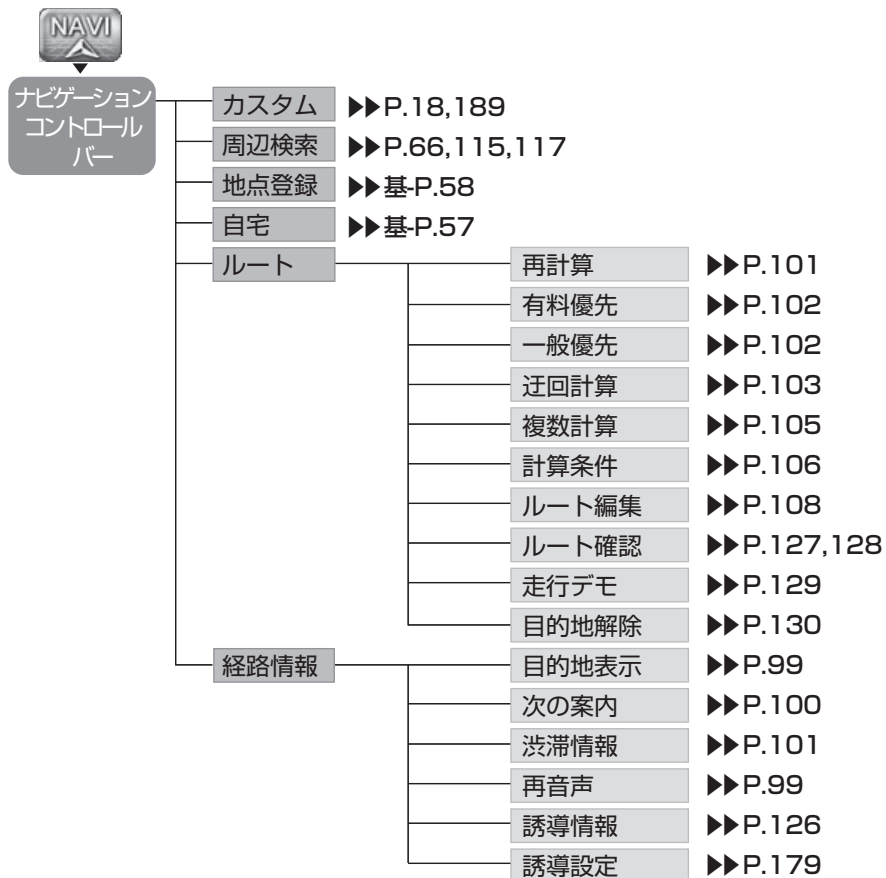 NAVI
ナビゲーション
コントロール
バー
カスタム ▶▶P.18,189
周辺検索 ▶▶P.66,115,117
地点登録 ▶▶基-P.58
自宅 ▶▶基-P.57
ルート 再計算 ▶▶P.101
有料優先 ▶▶P.102
一般優先 ▶▶P.102
迂回計算 ▶▶P.103
複数計算 ▶▶P.105
計算条件 ▶▶P.106
ルート編集 ▶▶P.108
ルート確認 ▶▶P.127,128
走行デモ ▶▶P.129
目的地解除 ▶▶P.130
経路情報 目的地表示 ▶▶P.99
次の案内 ▶▶P.100
渋滞情報 ▶▶P.101
再音声 ▶▶P.99
誘導情報 ▶▶P.126
誘導設定 ▶▶P.179